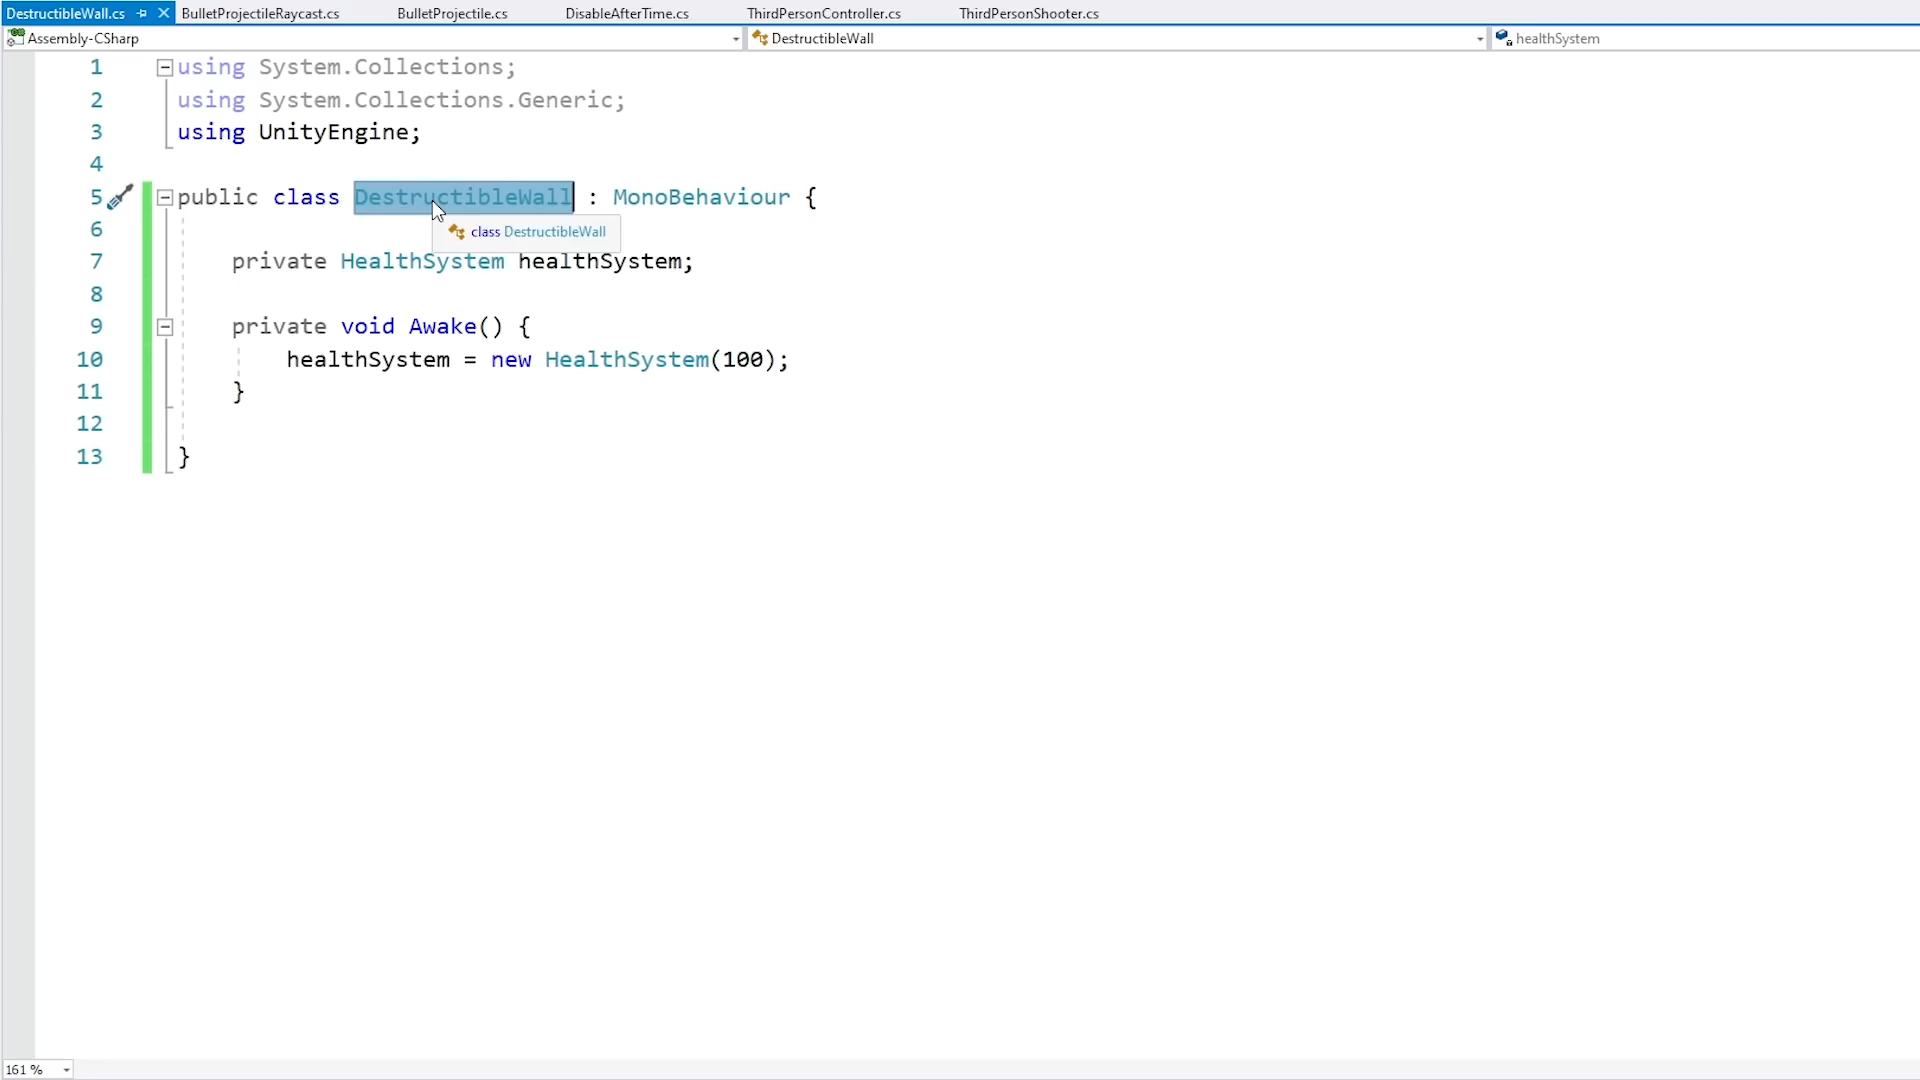 DestructibleWall.cs BulletProjectileRaycast.cs BulletProjectile.cs DisableAfterTime.cs ThirdPersonController.cs ThirdPersonShooter.cs
Assembly-CSharp DestructibleWall healthSystem
1 using System.Collections;
2 using System.Collections.Generic;
3 using UnityEngine;
4
5 public class DestructibleWall : MonoBehaviour {
6 class DestructibleWall
7 private HealthSystem healthSystem;
8
9 private void Awake() {
10 healthSystem = new HealthSystem(100);
11 }
12
13 }
161 %